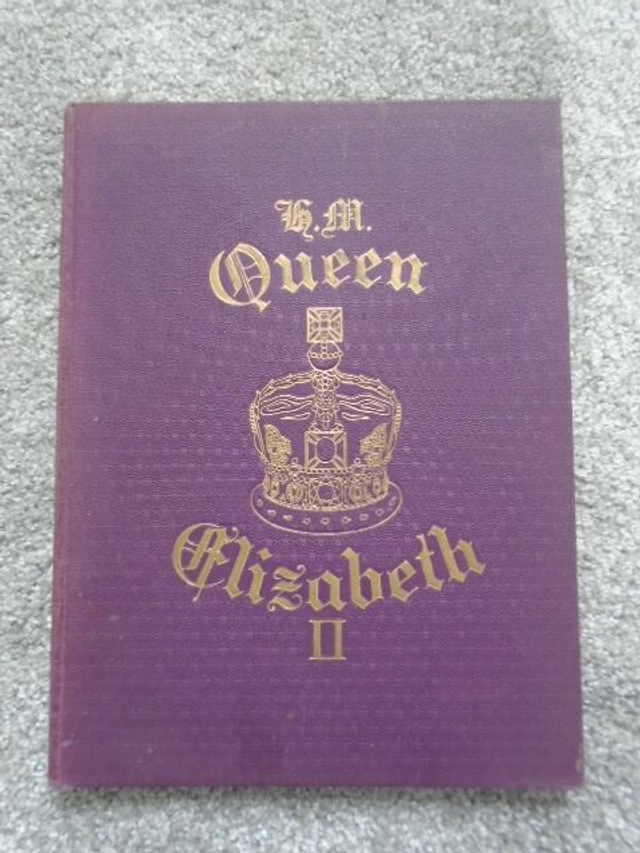 H.M.
Queen
Elizabeth
II